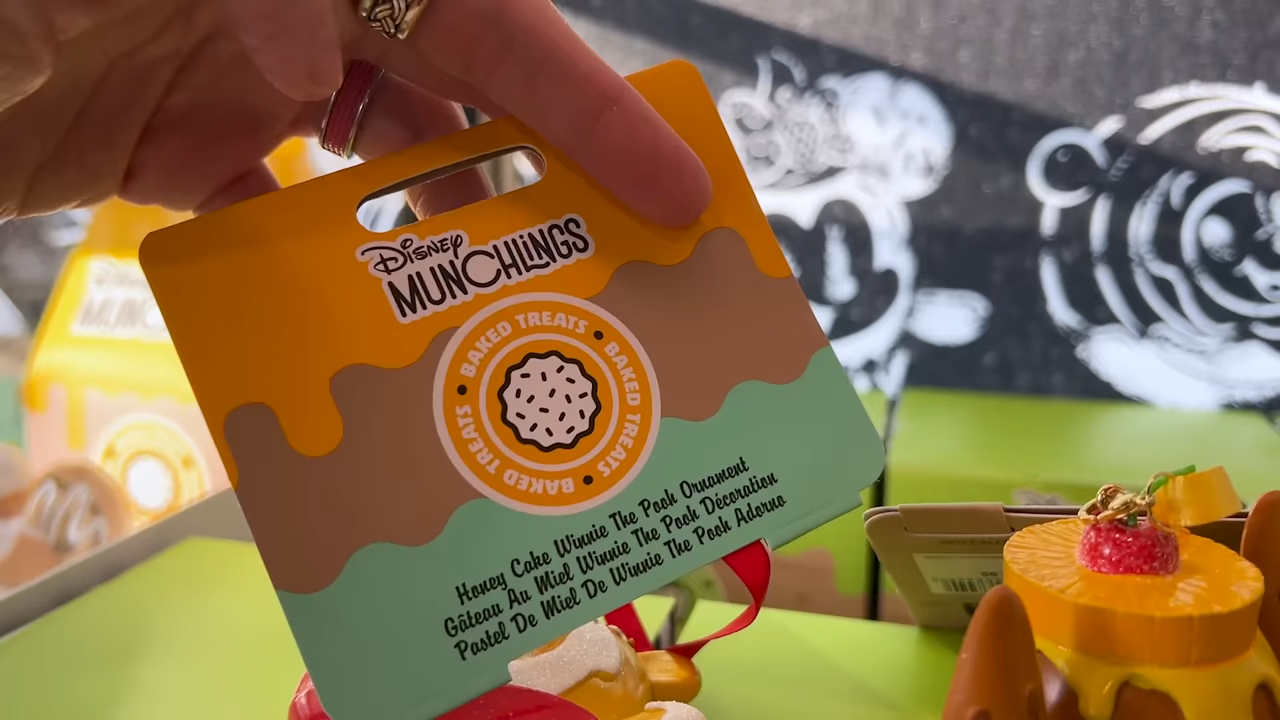 Disney
MUNCHLINGS
BAKED TREATS • BAKED TREATS • BAKED TREATS •
Honey Cake Winnie The Pooh Ornament
Gâteau Au Miel Winnie The Pooh Décoration
Pastel De Miel De Winnie The Pooh Adorno